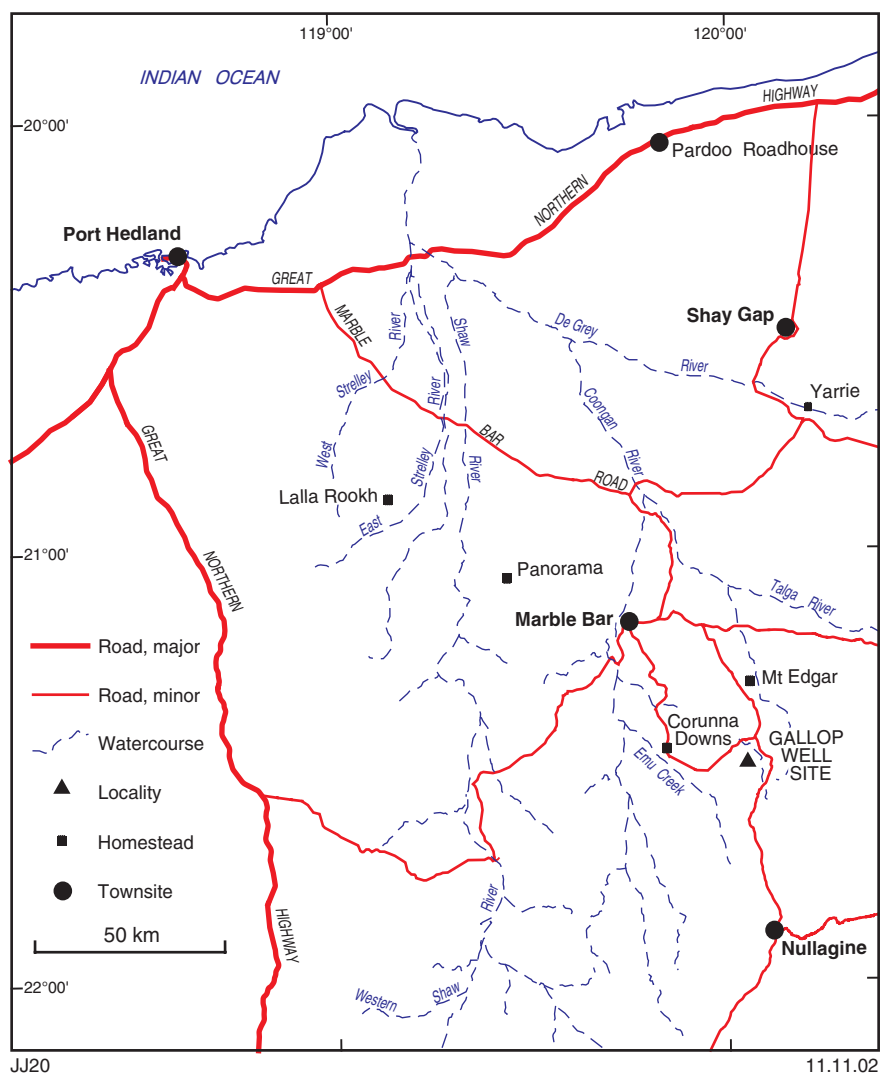 119°00'
120°00'
INDIAN OCEAN
HIGHWAY
20°00'
Pardoo Roadhouse
NORTHERN
Port Hedland
GREAT
MARBLE
River
Shaw
De Grey
Shay Gap
River
Strelley
River
Coongan
Yarrie
GREAT
West
Strelley
BAR
River
River
ROAD
Lalla Rookh
East
21°00'
Panorama
Talga River
NORTHERN
Marble Bar
Road, major
Mt Edgar
Road, minor
Corunna
Downs
Watercourse
GALLOP
WELL
SITE
Emu Creek
Locality
Homestead
Townsite
River
50 km
HIGHWAY
Nullagine
22°00'
Western
Shaw
JJ20
11.11.02